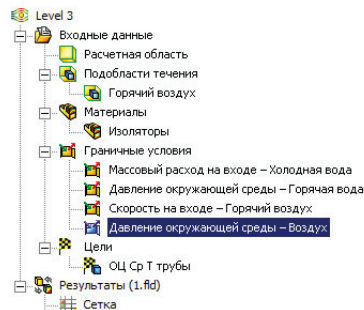 Level 3
Входные данные
Расчетная область
Подобласти течения
Горячий воздух
Материалы
Изоляторы
Граничные условия
Массовый расход на входе – Холодная вода
Давление окружающей среды – Горячая вода
Скорость на входе – Горячий воздух
Давление окружающей среды – Воздух
Цели
ОЦ Ср Т трубы
Результаты (1.fld)
Сетка